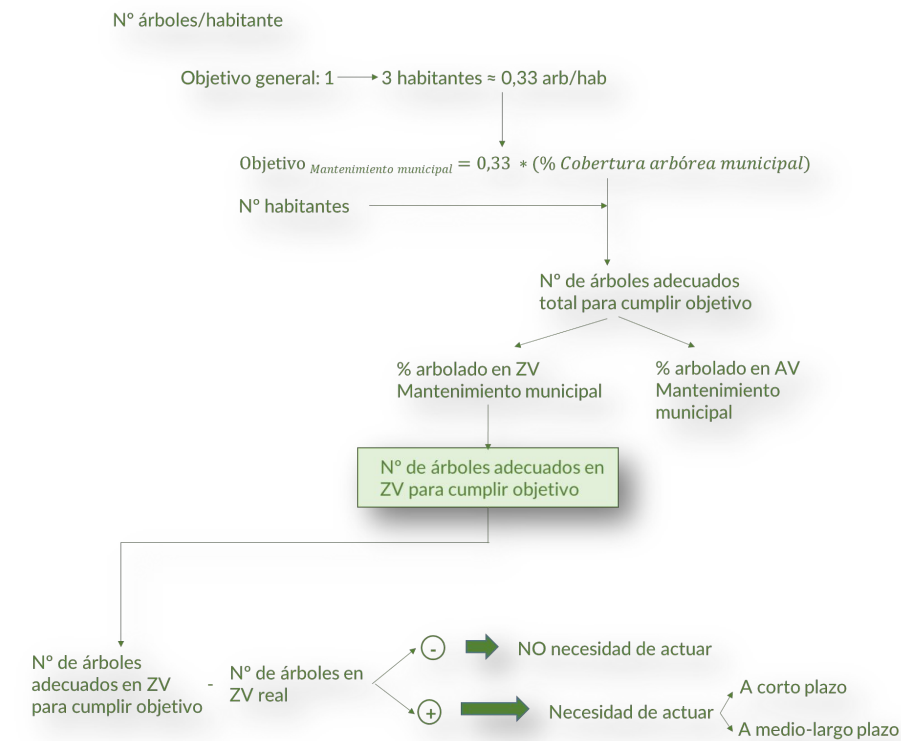 Nº árboles/habitante
Objetivo general: 1 → 3 habitantes ≈ 0,33 arb/hab
Objetivo Mantenimiento municipal = 0,33 * (% Cobertura arbórea municipal)
Nº habitantes
Nº de árboles adecuados
total para cumplir objetivo
% arbolado en ZV
Mantenimiento municipal
% arbolado en AV
Mantenimiento
municipal
Nº de árboles adecuados en
ZV para cumplir objetivo
Nº de árboles
adecuados en ZV
para cumplir objetivo
-
Nº de árboles en
ZV real
-
NO necesidad de actuar
+
Necesidad de actuar
A corto plazo
A medio-largo plazo